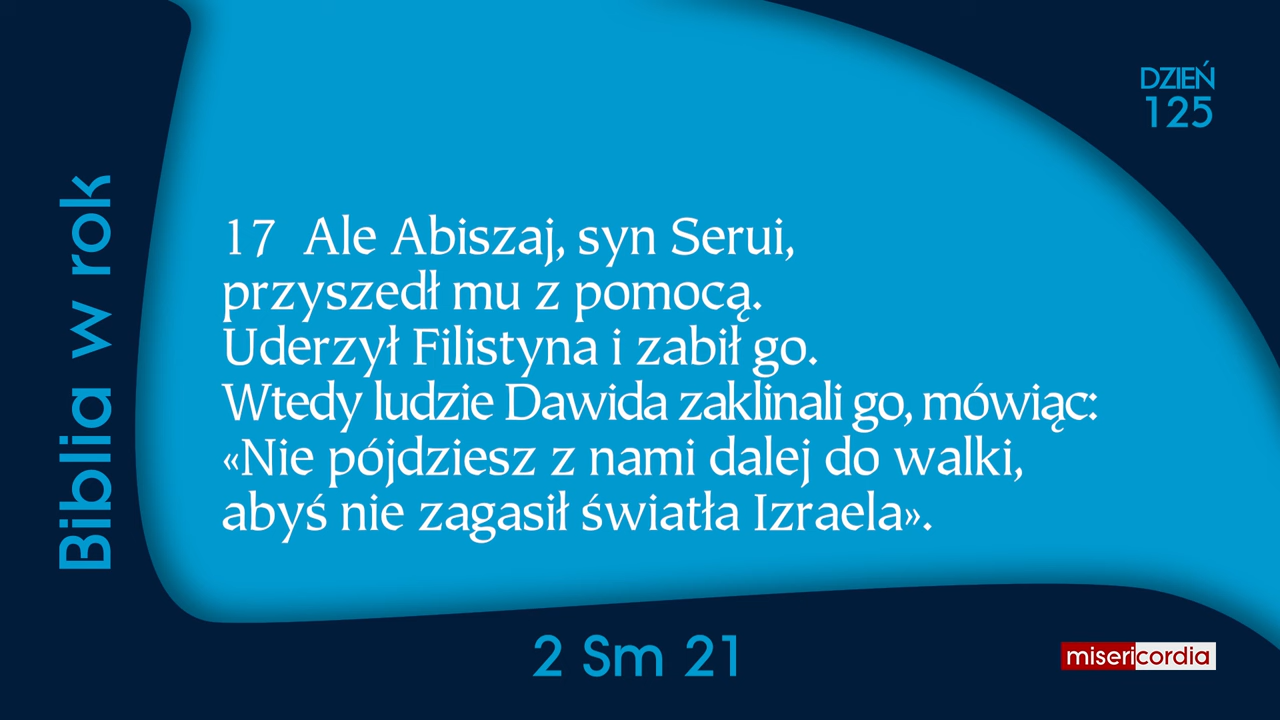 DZIEŃ
125
Biblia w rok
17 Ale Abiszaj, syn Serui,
przyszedł mu z pomocą.
Uderzył Filistyna i zabił go.
Wtedy ludzie Dawida zaklinali go, mówiąc:
«Nie pójdziesz z nami dalej do walki,
abyś nie zagasił światła Izraela».
2 Sm 21
misericordia